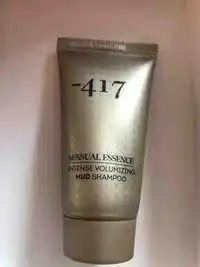 -417
SENSUAL ESSENCE
INTENSE VOLUMIZING
MUD SHAMPOO